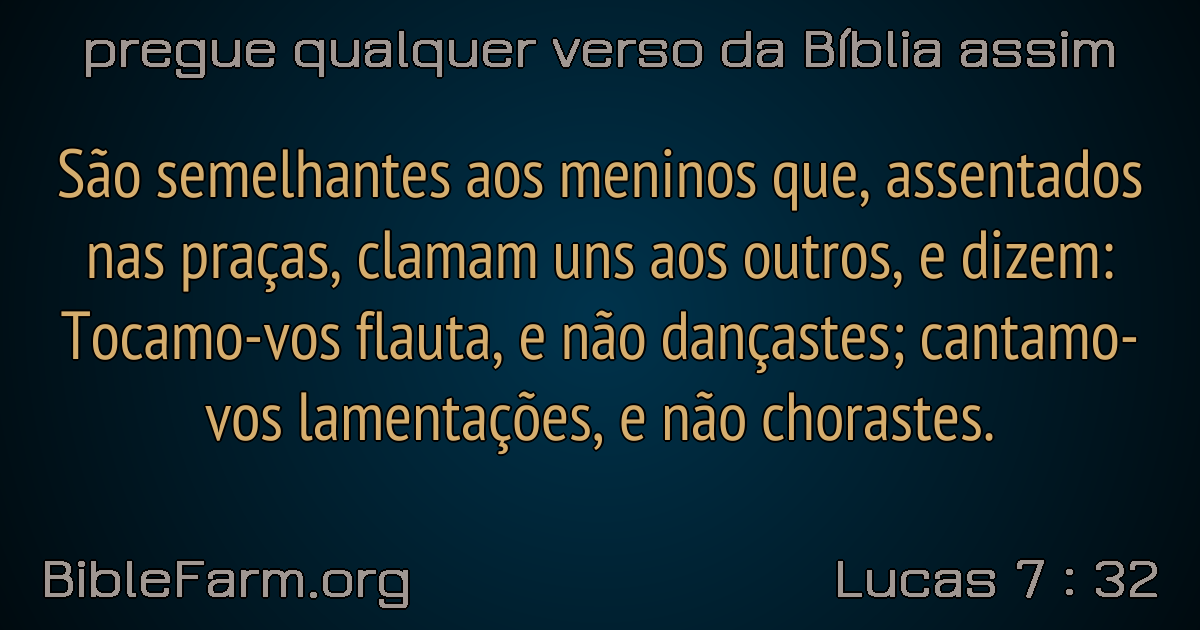 pregue qualquer verso da Bíblia assim
São semelhantes aos meninos que, assentados
nas praças, clamam uns aos outros, e dizem:
Tocamo-vos flauta, e não dançastes; cantamo-
vos lamentações, e não chorastes.
BibleFarm.org
Lucas 7 : 32